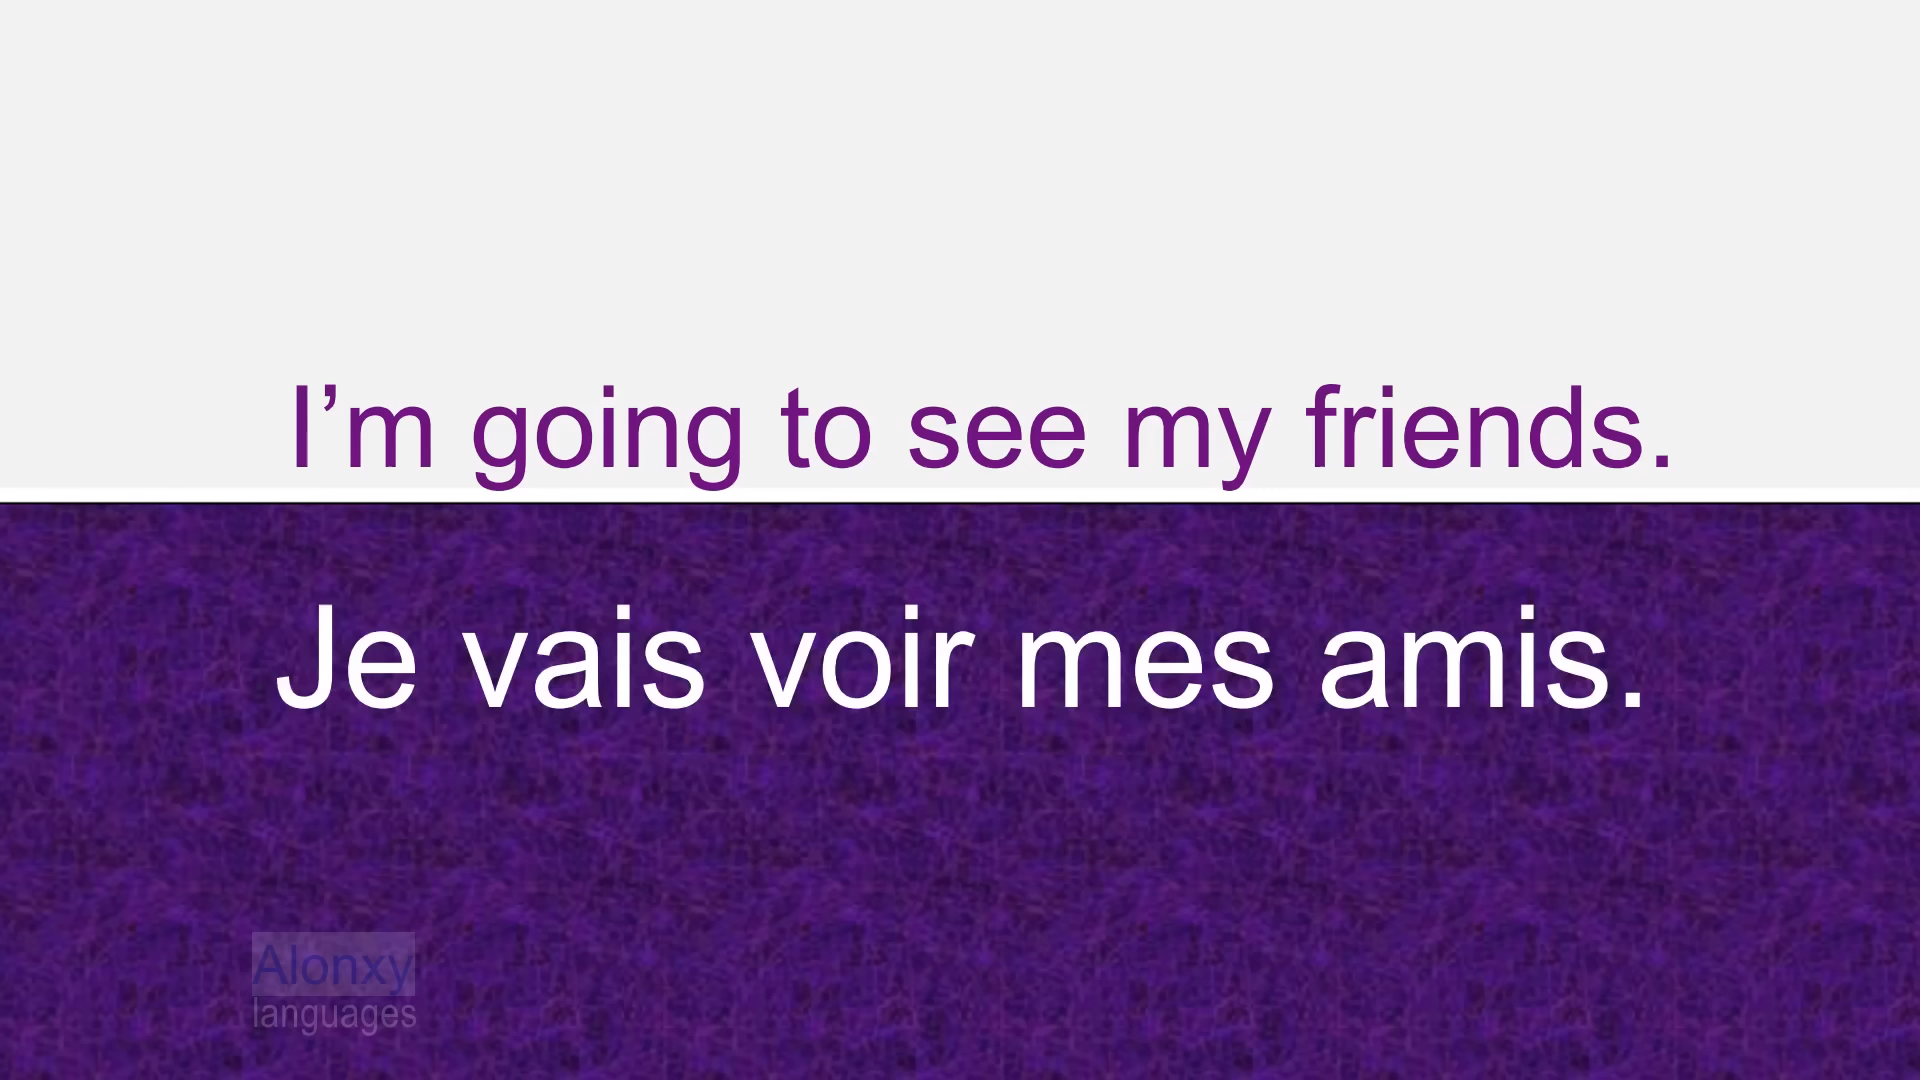 I’m going to see my friends.
Je vais voir mes amis.
Alonxy
languages